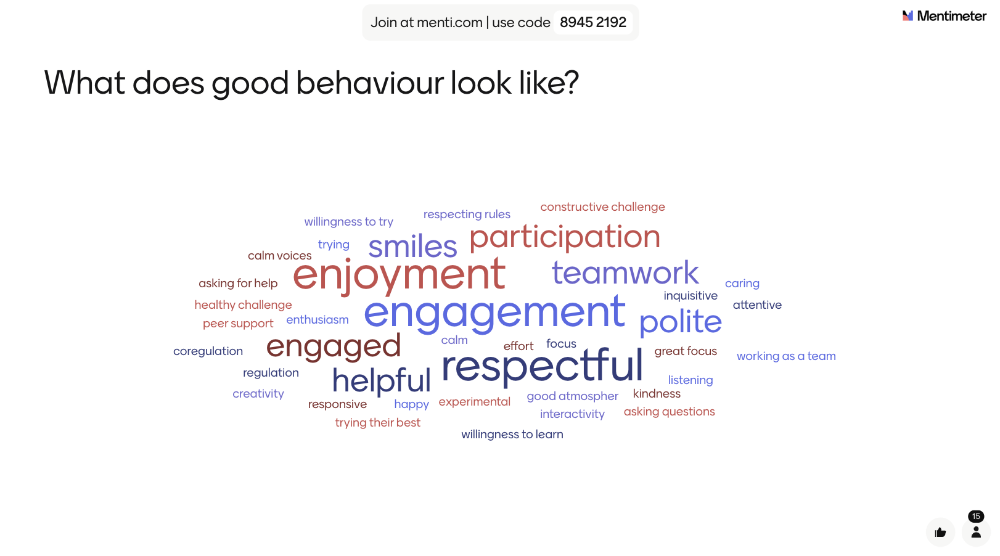 Join at menti.com | use code 8945 2192
Mentimeter
What does good behaviour look like?
constructive challenge
respecting rules
willingness to try
participation
smiles
trying
calm voices
enjoyment
teamwork
asking for help
caring
inquisitive
healthy challenge
attentive
engagement
peer support
enthusiasm
polite
calm
engaged
effort
focus
coregulation
great focus
working as a team
respectful
regulation
helpful
listening
creativity
kindness
good atmospher
experimental
responsive
happy
interactivity
asking questions
trying their best
willingness to learn
15